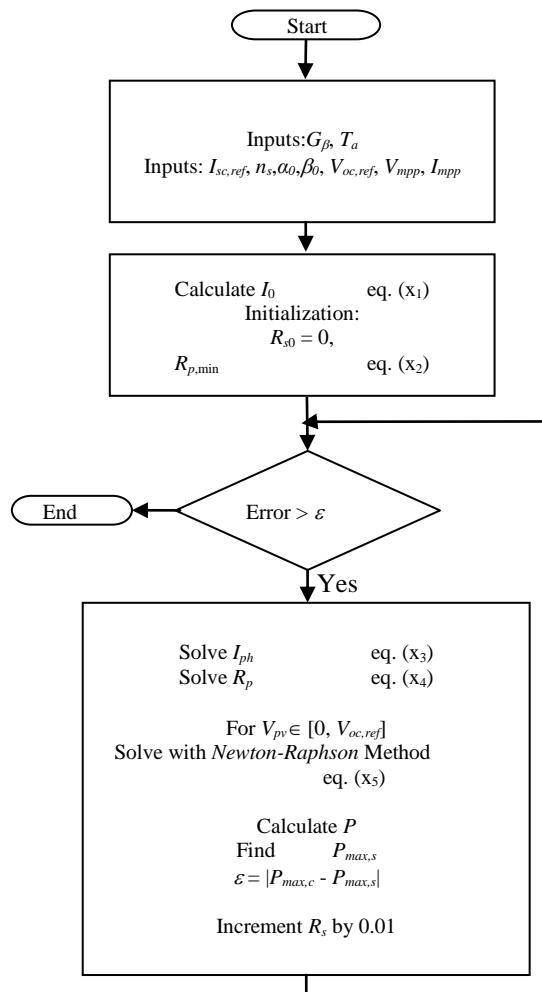 Start
Inputs:Gβ, Ta
Inputs: Isc,ref, ns,α0,β0, Voc,ref, Vmpp, Impp
Calculate I0 eq. (x1)
Initialization:
Rs0 = 0,
Rp,min eq. (x2)
End
Error > ε
Yes
Solve Iph eq. (x3)
Solve Rp eq. (x4)
For Vpv ∈ [0, Voc,ref]
Solve with Newton-Raphson Method
eq. (x5)
Calculate P
Find Pmax,s
ε = |Pmax,c - Pmax,s|
Increment Rs by 0.01